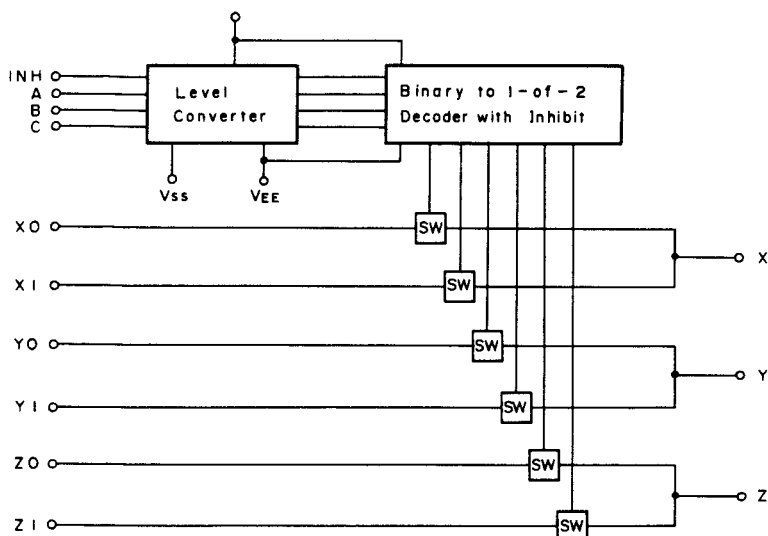 INH
A
B
C
Level
Converter
Binary to 1-of-2
Decoder with Inhibit
VSS
VEE
X0
SW
X
X1
SW
Y0
SW
Y
Y1
SW
Z0
SW
Z
Z1
SW